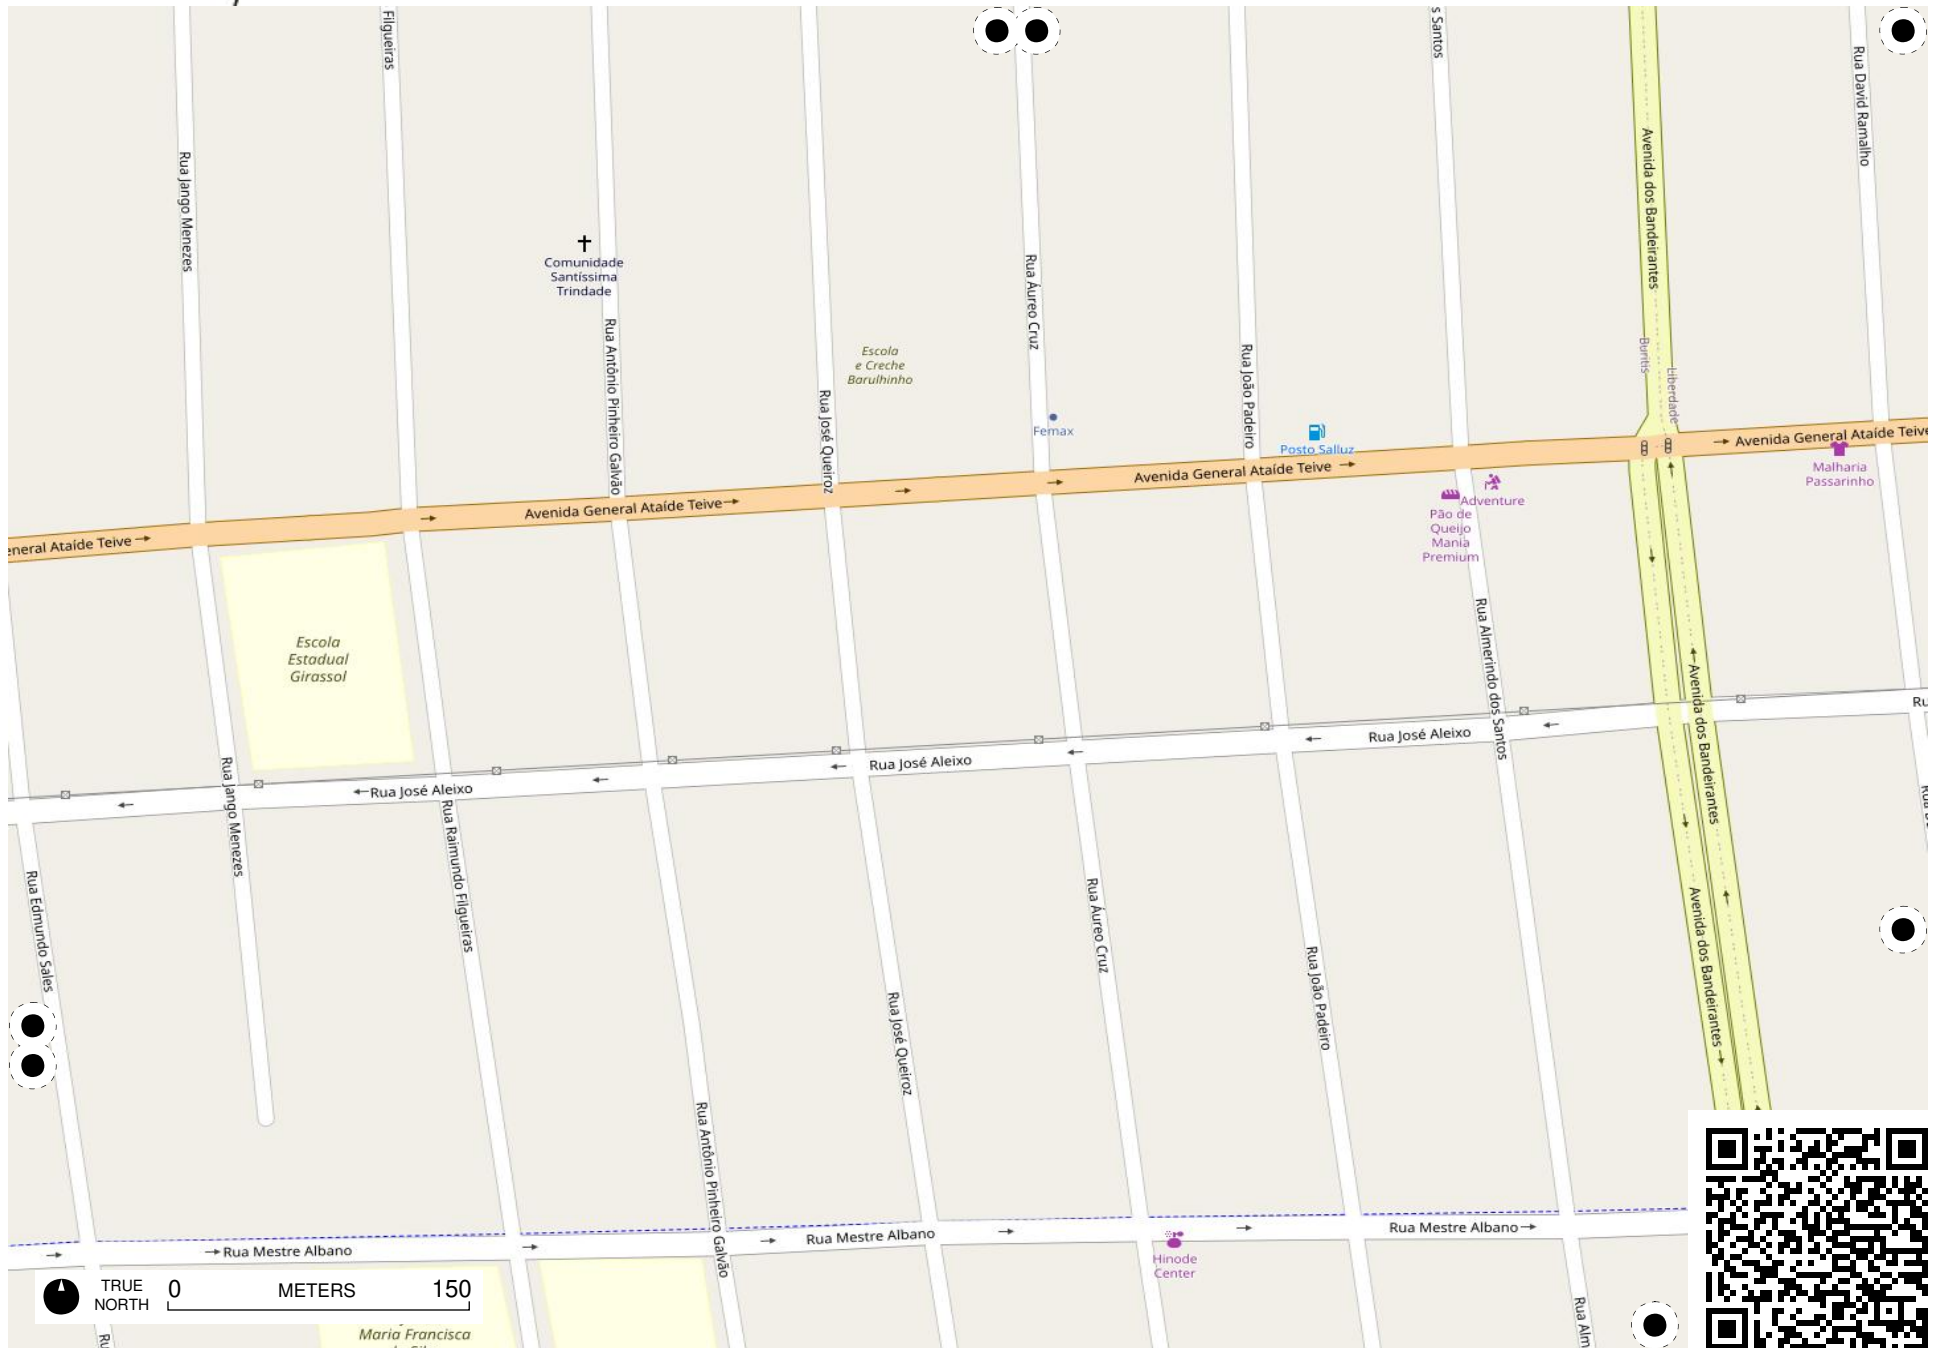 Filgueiras
s Santos
Rua David Ramalho
Avenida dos Bandeirantes
Rua Jango Menezes
Comunidade
Santíssima
Trindade
Rua Áureo Cruz
Rua Antônio Pinheiro Galvão
Escola
e Creche
Barulhinho
Rua João Padeiro
Buritis
Liberdade
Rua José Queiroz
Femax
Posto Salluz
Avenida General Ataíde Teive
Avenida General Ataíde Teive
Malharia
Passarinho
Avenida General Ataíde Teive
Adventure
Pão de
Queijo
Mania
Premium
eneral Ataíde Teive
Escola
Estadual
Girassol
Rua Almerindo dos Santos
Avenida dos Bandeirantes
Ru
Rua José Aleixo
Rua José Aleixo
Rua José Aleixo
Rua Jango Menezes
Rua Raimundo Filgueiras
Rua Edmundo Sales
Rua Áureo Cruz
Avenida dos Bandeirantes
Rua João Padeiro
Rua José Queiroz
Rua Antônio Pinheiro Galvão
Rua Mestre Albano
Rua Mestre Albano
Rua Mestre Albano
Hinode
Center
TRUE
NORTH
0 METERS 150
Rua Alm
Ru
Maria Francisca